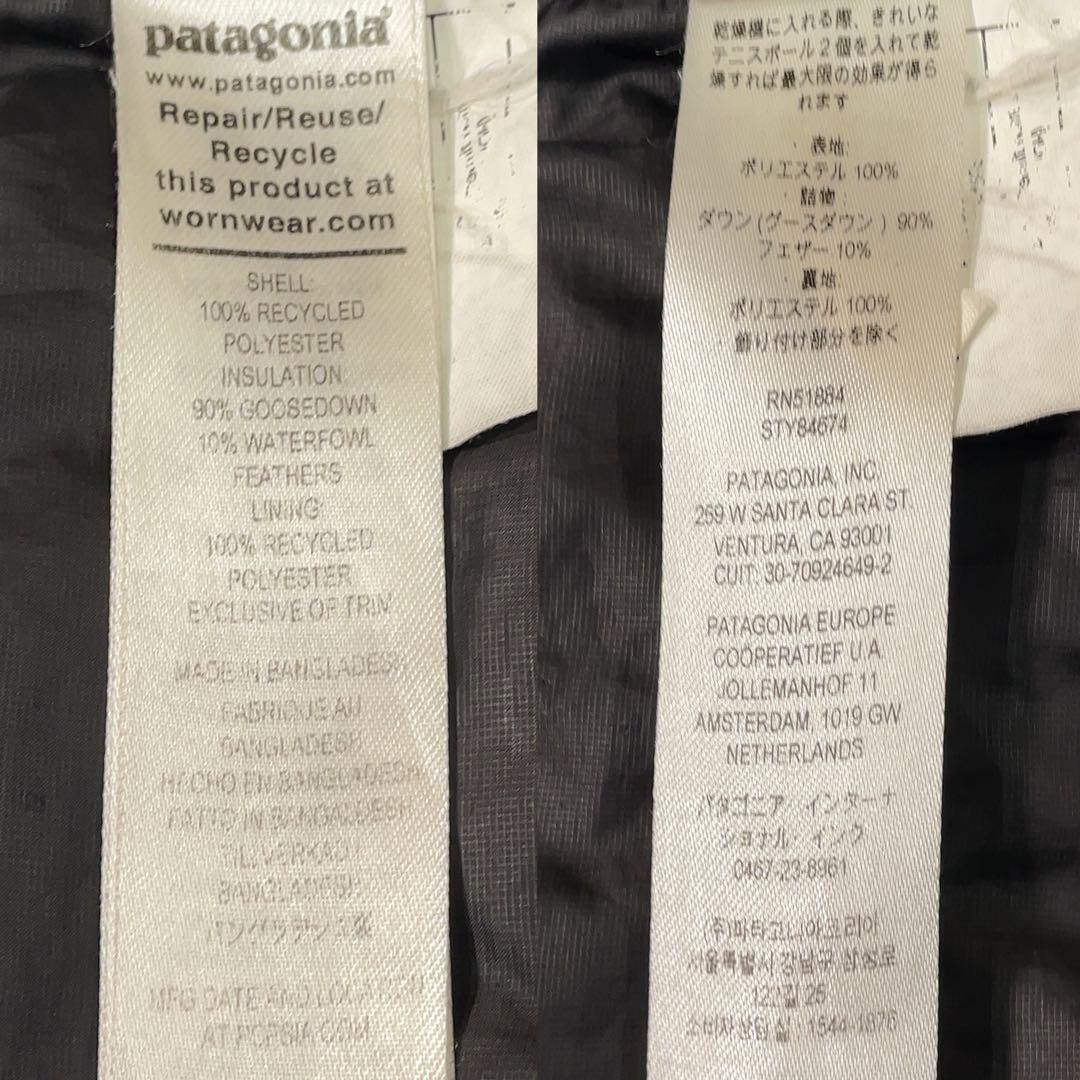 patagonia
www.patagonia.com
Repair/Reuse/
Recycle
this product at
wornwear.com
SHELL:
100% RECYCLED
POLYESTER
INSULATION
90% GOOSEDOWN
10% WATERFOWL
FEATHERS
LINING:
100% RECYCLED
POLYESTER
EXCLUSIVE OF TRIM
MADE IN BANGLADESH
FABRIQUE AU
BANGLADESH
HECHO EN BANGLADESH
FATTO IN BANGALDESH
TILLVERKAD
BANGLADESH
バングラデシュ製
MFG DATE AND LOCATION
AT
乾燥機に入れる際、きれいな
テニスボール2個を入れて乾
燥すれば最大限の効果が得ら
れます
・表地:
ポリエステル 100%
・詰物:
ダウン(グースダウン) 90%
フェザー 10%
・裏地:
ポリエステル 100%
・飾り付け部分を除く
RN51884
STY84674
PATAGONIA, INC.
259 W SANTA CLARA ST.
VENTURA, CA 93001
CUIT: 30-70924649-2
PATAGONIA EUROPE
COÖPERATIEF U.A.
JOLLEMANHOF 11
AMSTERDAM, 1019 GW
NETHERLANDS
パタゴニア・インターナ
ショナル・インク
0467-23-8961
(주)파타고니아코리아
서울특별시 강남구 삼성로
122길 25
소비자상담실: 1544-1876